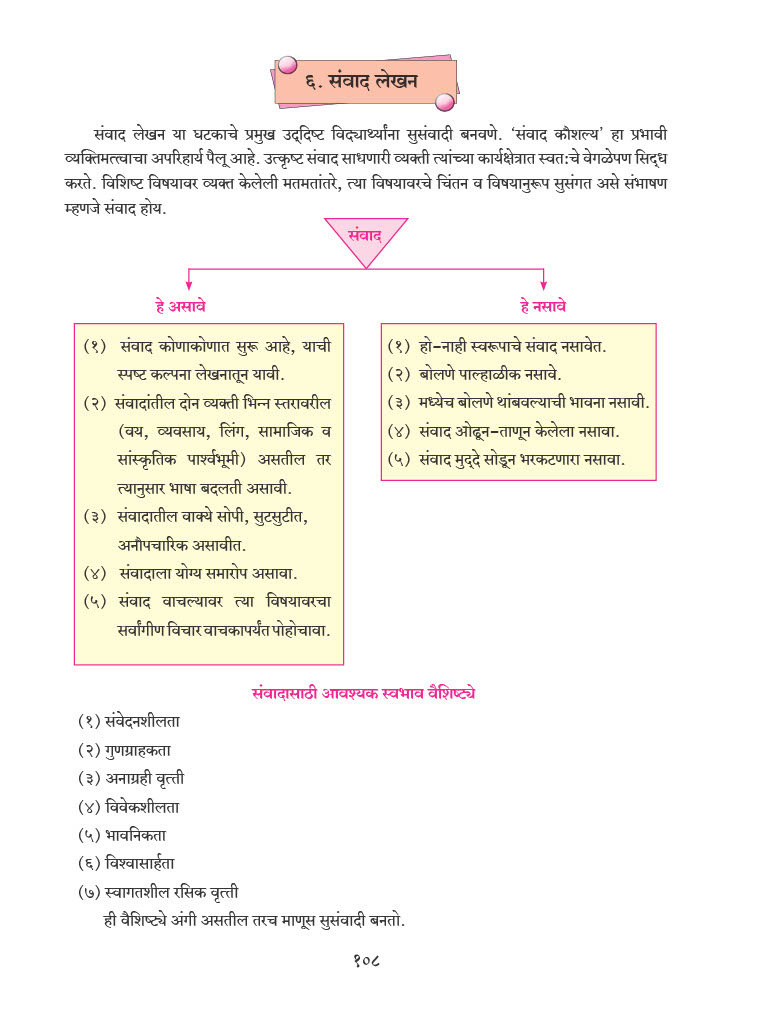 ६. संवाद लेखन
संवाद लेखन या घटकाचे प्रमुख उद्‌दिष्ट विद्यार्थ्यांना सुसंवादी बनवणे. ‘संवाद कौशल्य’ हा प्रभावी
व्यक्तिमत्त्वाचा अपरिहार्य पैलू आहे. उत्कृष्ट संवाद साधणारी व्यक्ती त्यांच्या कार्यक्षेत्रात स्वतःचे वेगळेपण सिद्‌ध
करते. विशिष्ट विषयावर व्यक्त केलेली मतमतांतरे, त्या विषयावरचे चिंतन व विषयानुरूप सुसंगत असे संभाषण
म्हणजे संवाद होय.
संवाद
हे असावे
(१) संवाद कोणाकोणात सुरू आहे, याची
स्पष्ट कल्पना लेखनातून यावी.
(२) संवादांतील दोन व्यक्ती भिन्न स्तरावरील
(वय, व्यवसाय, लिंग, सामाजिक व
सांस्कृतिक पार्श्वभूमी) असतील तर
त्यानुसार भाषा बदलती असावी.
(३) संवादातील वाक्ये सोपी, सुटसुटीत,
अनौपचारिक असावीत.
(४) संवादाला योग्य समारोप असावा.
(५) संवाद वाचल्यावर त्या विषयावरचा
सर्वांगीण विचार वाचकापर्यंत पोहोचावा.
हे नसावे
(१) हो-नाही स्वरूपाचे संवाद नसावेत.
(२) बोलणे पाल्हाळीक नसावे.
(३) मध्येच बोलणे थांबवल्याची भावना नसावी.
(४) संवाद ओढून-ताणून केलेला नसावा.
(५) संवाद मुद्‌दे सोडून भरकटणारा नसावा.
संवादासाठी आवश्यक स्वभाव वैशिष्ट्ये
(१) संवेदनशीलता
(२) गुणग्राहकता
(३) अनाग्रही वृत्ती
(४) विवेकशीलता
(५) भावनिकता
(६) विश्वासार्हता
(७) स्वागतशील रसिक वृत्ती
ही वैशिष्ट्ये अंगी असतील तरच माणूस सुसंवादी बनतो.
१०८